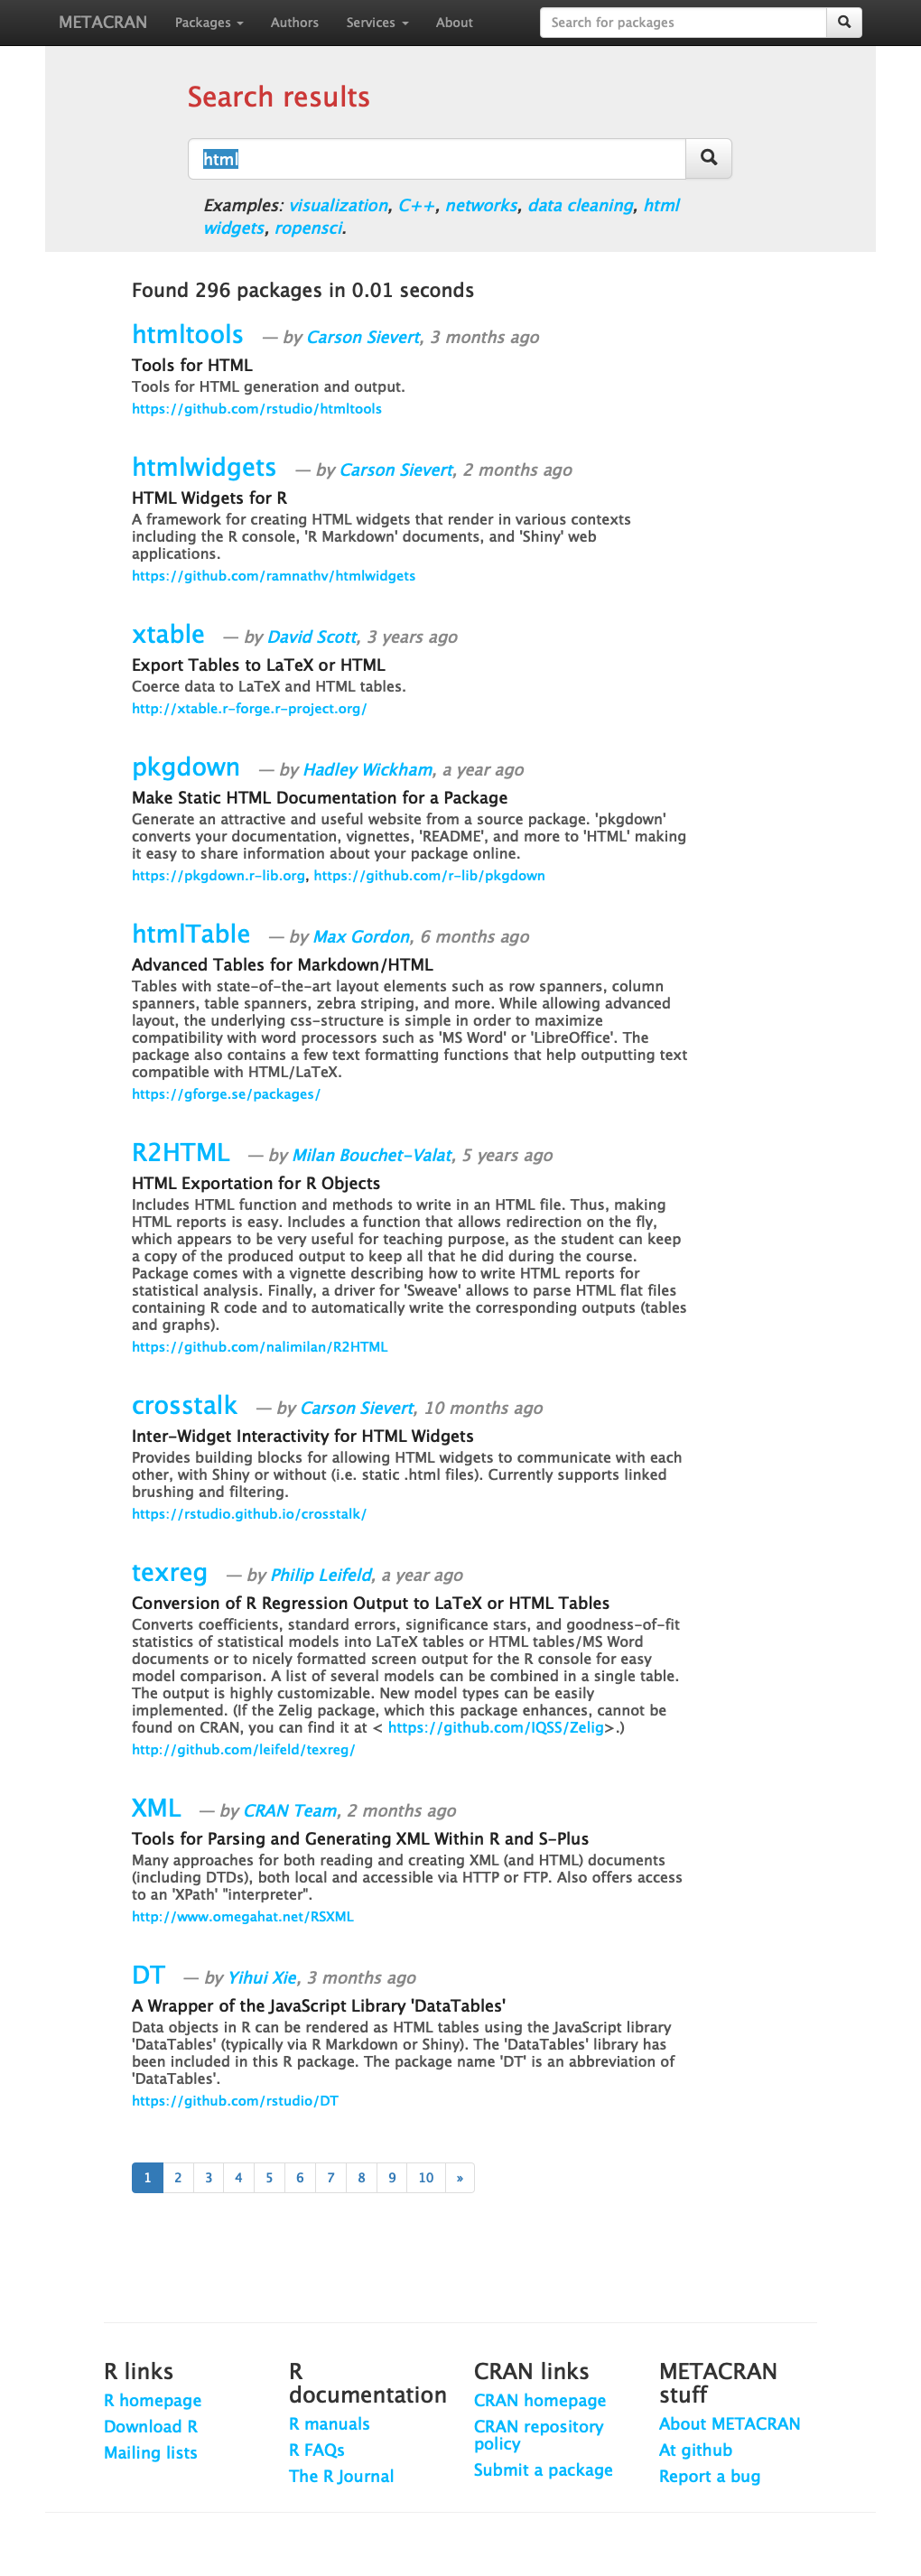 METACRAN Packages Authors Services About Search for packages
Search results
html
Examples: visualization, C++, networks, data cleaning, html
widgets, ropensci.
Found 296 packages in 0.01 seconds
htmltools — by Carson Sievert, 3 months ago
Tools for HTML
Tools for HTML generation and output.
https://github.com/rstudio/htmltools
htmlwidgets — by Carson Sievert, 2 months ago
HTML Widgets for R
A framework for creating HTML widgets that render in various contexts
including the R console, 'R Markdown' documents, and 'Shiny' web
applications.
https://github.com/ramnathv/htmlwidgets
xtable — by David Scott, 3 years ago
Export Tables to LaTeX or HTML
Coerce data to LaTeX and HTML tables.
http://xtable.r-forge.r-project.org/
pkgdown — by Hadley Wickham, a year ago
Make Static HTML Documentation for a Package
Generate an attractive and useful website from a source package. 'pkgdown'
converts your documentation, vignettes, 'README', and more to 'HTML' making
it easy to share information about your package online.
https://pkgdown.r-lib.org, https://github.com/r-lib/pkgdown
htmlTable — by Max Gordon, 6 months ago
Advanced Tables for Markdown/HTML
Tables with state-of-the-art layout elements such as row spanners, column
spanners, table spanners, zebra striping, and more. While allowing advanced
layout, the underlying css-structure is simple in order to maximize
compatibility with word processors such as 'MS Word' or 'LibreOffice'. The
package also contains a few text formatting functions that help outputting text
compatible with HTML/LaTeX.
https://gforge.se/packages/
R2HTML — by Milan Bouchet-Valat, 5 years ago
HTML Exportation for R Objects
Includes HTML function and methods to write in an HTML file. Thus, making
HTML reports is easy. Includes a function that allows redirection on the fly,
which appears to be very useful for teaching purpose, as the student can keep
a copy of the produced output to keep all that he did during the course.
Package comes with a vignette describing how to write HTML reports for
statistical analysis. Finally, a driver for 'Sweave' allows to parse HTML flat files
containing R code and to automatically write the corresponding outputs (tables
and graphs).
https://github.com/nalimilan/R2HTML
crosstalk — by Carson Sievert, 10 months ago
Inter-Widget Interactivity for HTML Widgets
Provides building blocks for allowing HTML widgets to communicate with each
other, with Shiny or without (i.e. static .html files). Currently supports linked
brushing and filtering.
https://rstudio.github.io/crosstalk/
texreg — by Philip Leifeld, a year ago
Conversion of R Regression Output to LaTeX or HTML Tables
Converts coefficients, standard errors, significance stars, and goodness-of-fit
statistics of statistical models into LaTeX tables or HTML tables/MS Word
documents or to nicely formatted screen output for the R console for easy
model comparison. A list of several models can be combined in a single table.
The output is highly customizable. New model types can be easily
implemented. (If the Zelig package, which this package enhances, cannot be
found on CRAN, you can find it at < https://github.com/IQSS/Zelig>.)
http://github.com/leifeld/texreg/
XML — by CRAN Team, 2 months ago
Tools for Parsing and Generating XML Within R and S-Plus
Many approaches for both reading and creating XML (and HTML) documents
(including DTDs), both local and accessible via HTTP or FTP. Also offers access
to an 'XPath' "interpreter".
http://www.omegahat.net/RSXML
DT — by Yihui Xie, 3 months ago
A Wrapper of the JavaScript Library 'DataTables'
Data objects in R can be rendered as HTML tables using the JavaScript library
'DataTables' (typically via R Markdown or Shiny). The 'DataTables' library has
been included in this R package. The package name 'DT' is an abbreviation of
'DataTables'.
https://github.com/rstudio/DT
1 2 3 4 5 6 7 8 9 10 »
R links
R homepage
Download R
Mailing lists
R
documentation
R manuals
R FAQs
The R Journal
CRAN links
CRAN homepage
CRAN repository
policy
Submit a package
METACRAN
stuff
About METACRAN
At github
Report a bug